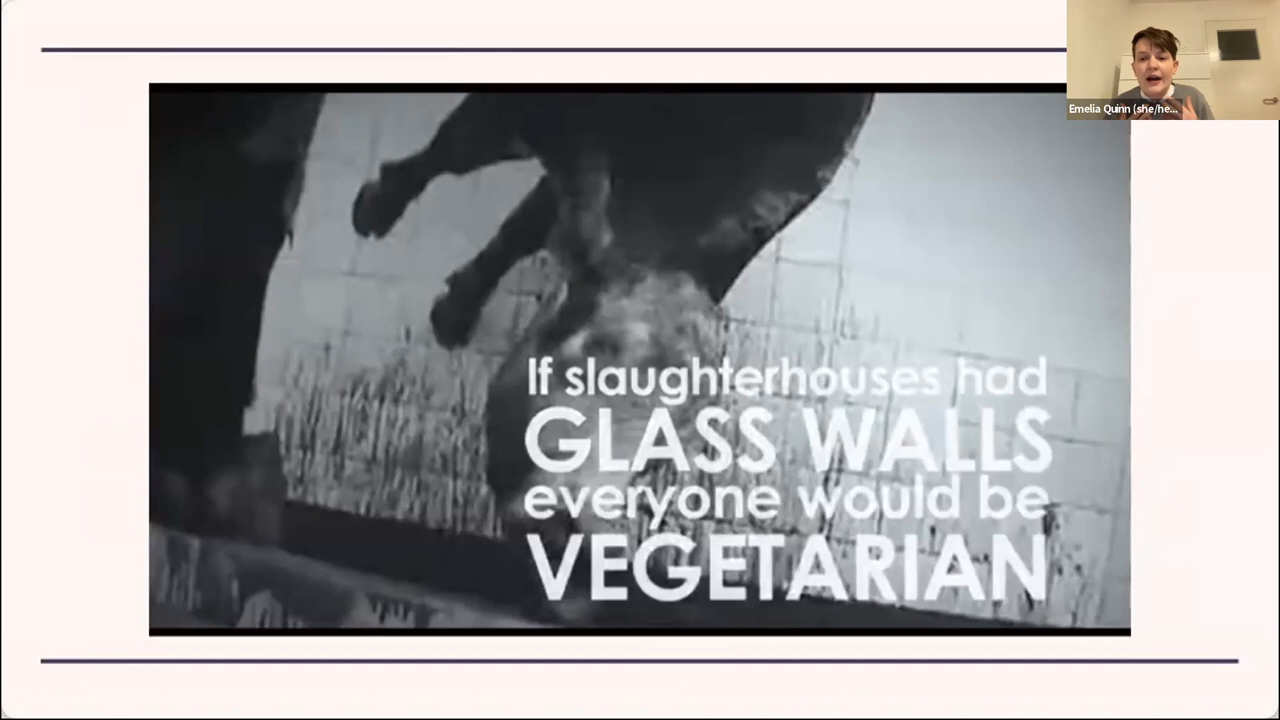 Emelia Quinn (she/he...
If slaughterhouses had
GLASS WALLS
everyone would be
VEGETARIAN